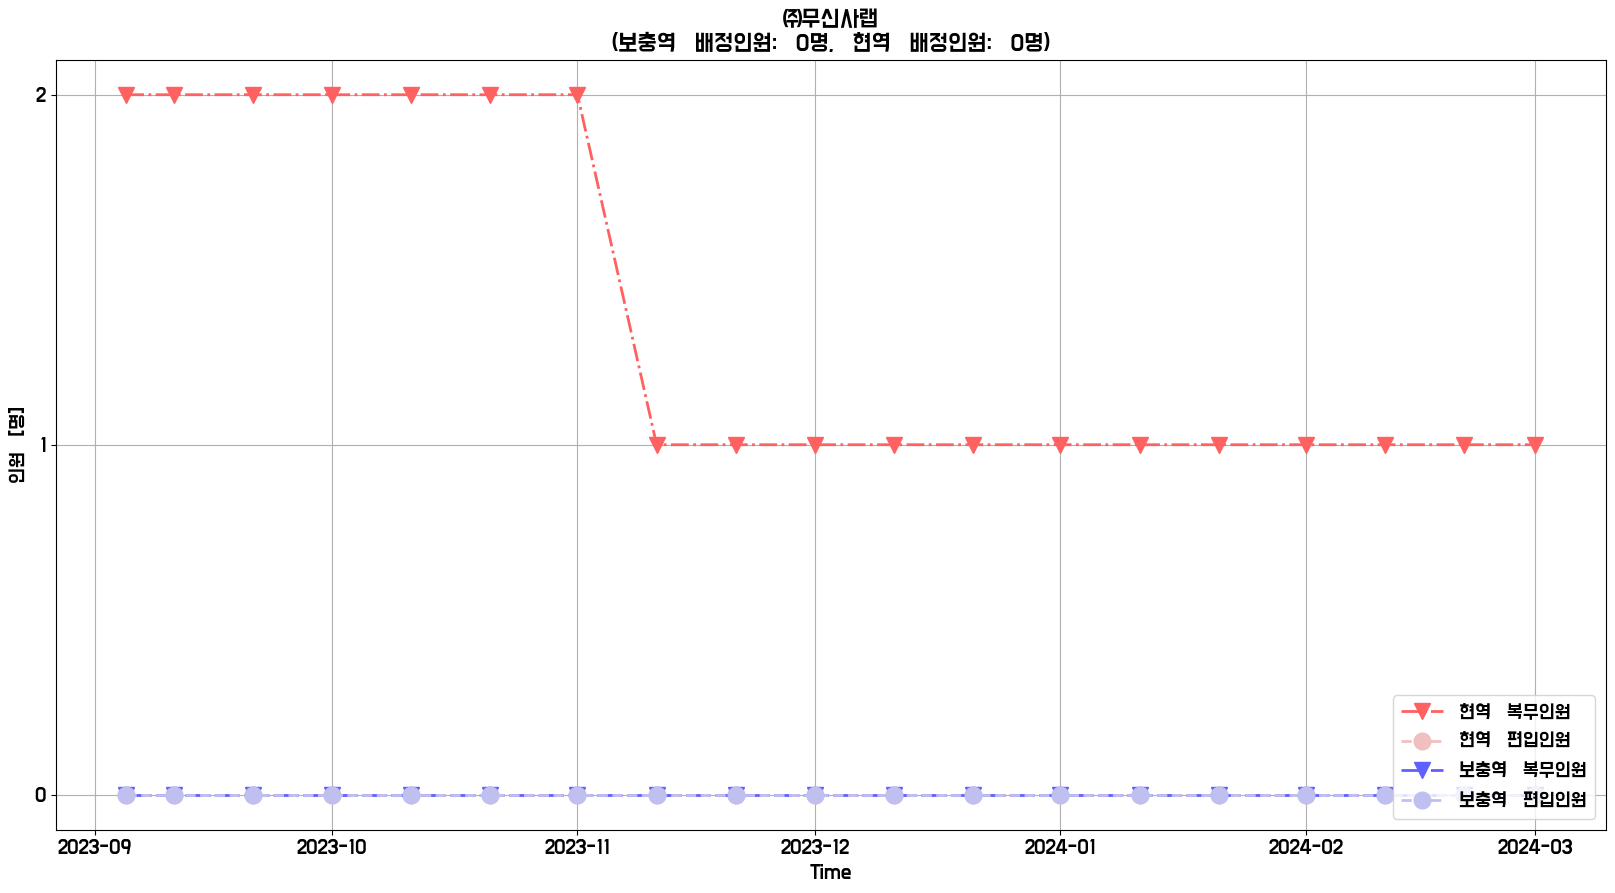 ㈜무신사랩
(보충역 배정인원: 0명, 현역 배정인원: 0명)
인원 [명]
2
1
0
현역 복무인원
현역 편입인원
보충역 복무인원
보충역 편입인원
2023-09 2023-10 2023-11 2023-12 2024-01 2024-02 2024-03
Time